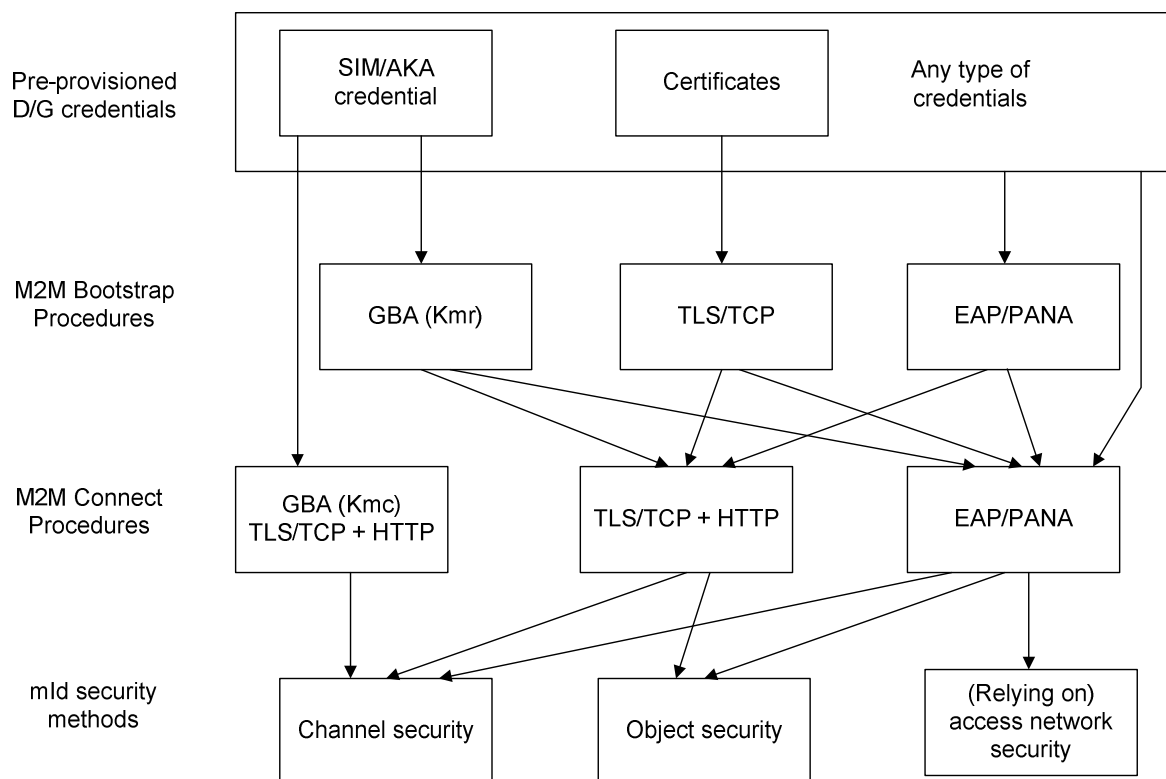 Pre-provisioned
D/G credentials
SIM/AKA
credential
Certificates
Any type of
credentials
M2M Bootstrap
Procedures
GBA (Kmr)
TLS/TCP
EAP/PANA
M2M Connect
Procedures
GBA (Kmc)
TLS/TCP + HTTP
TLS/TCP + HTTP
EAP/PANA
mId security
methods
Channel security
Object security
(Relying on)
access network
security